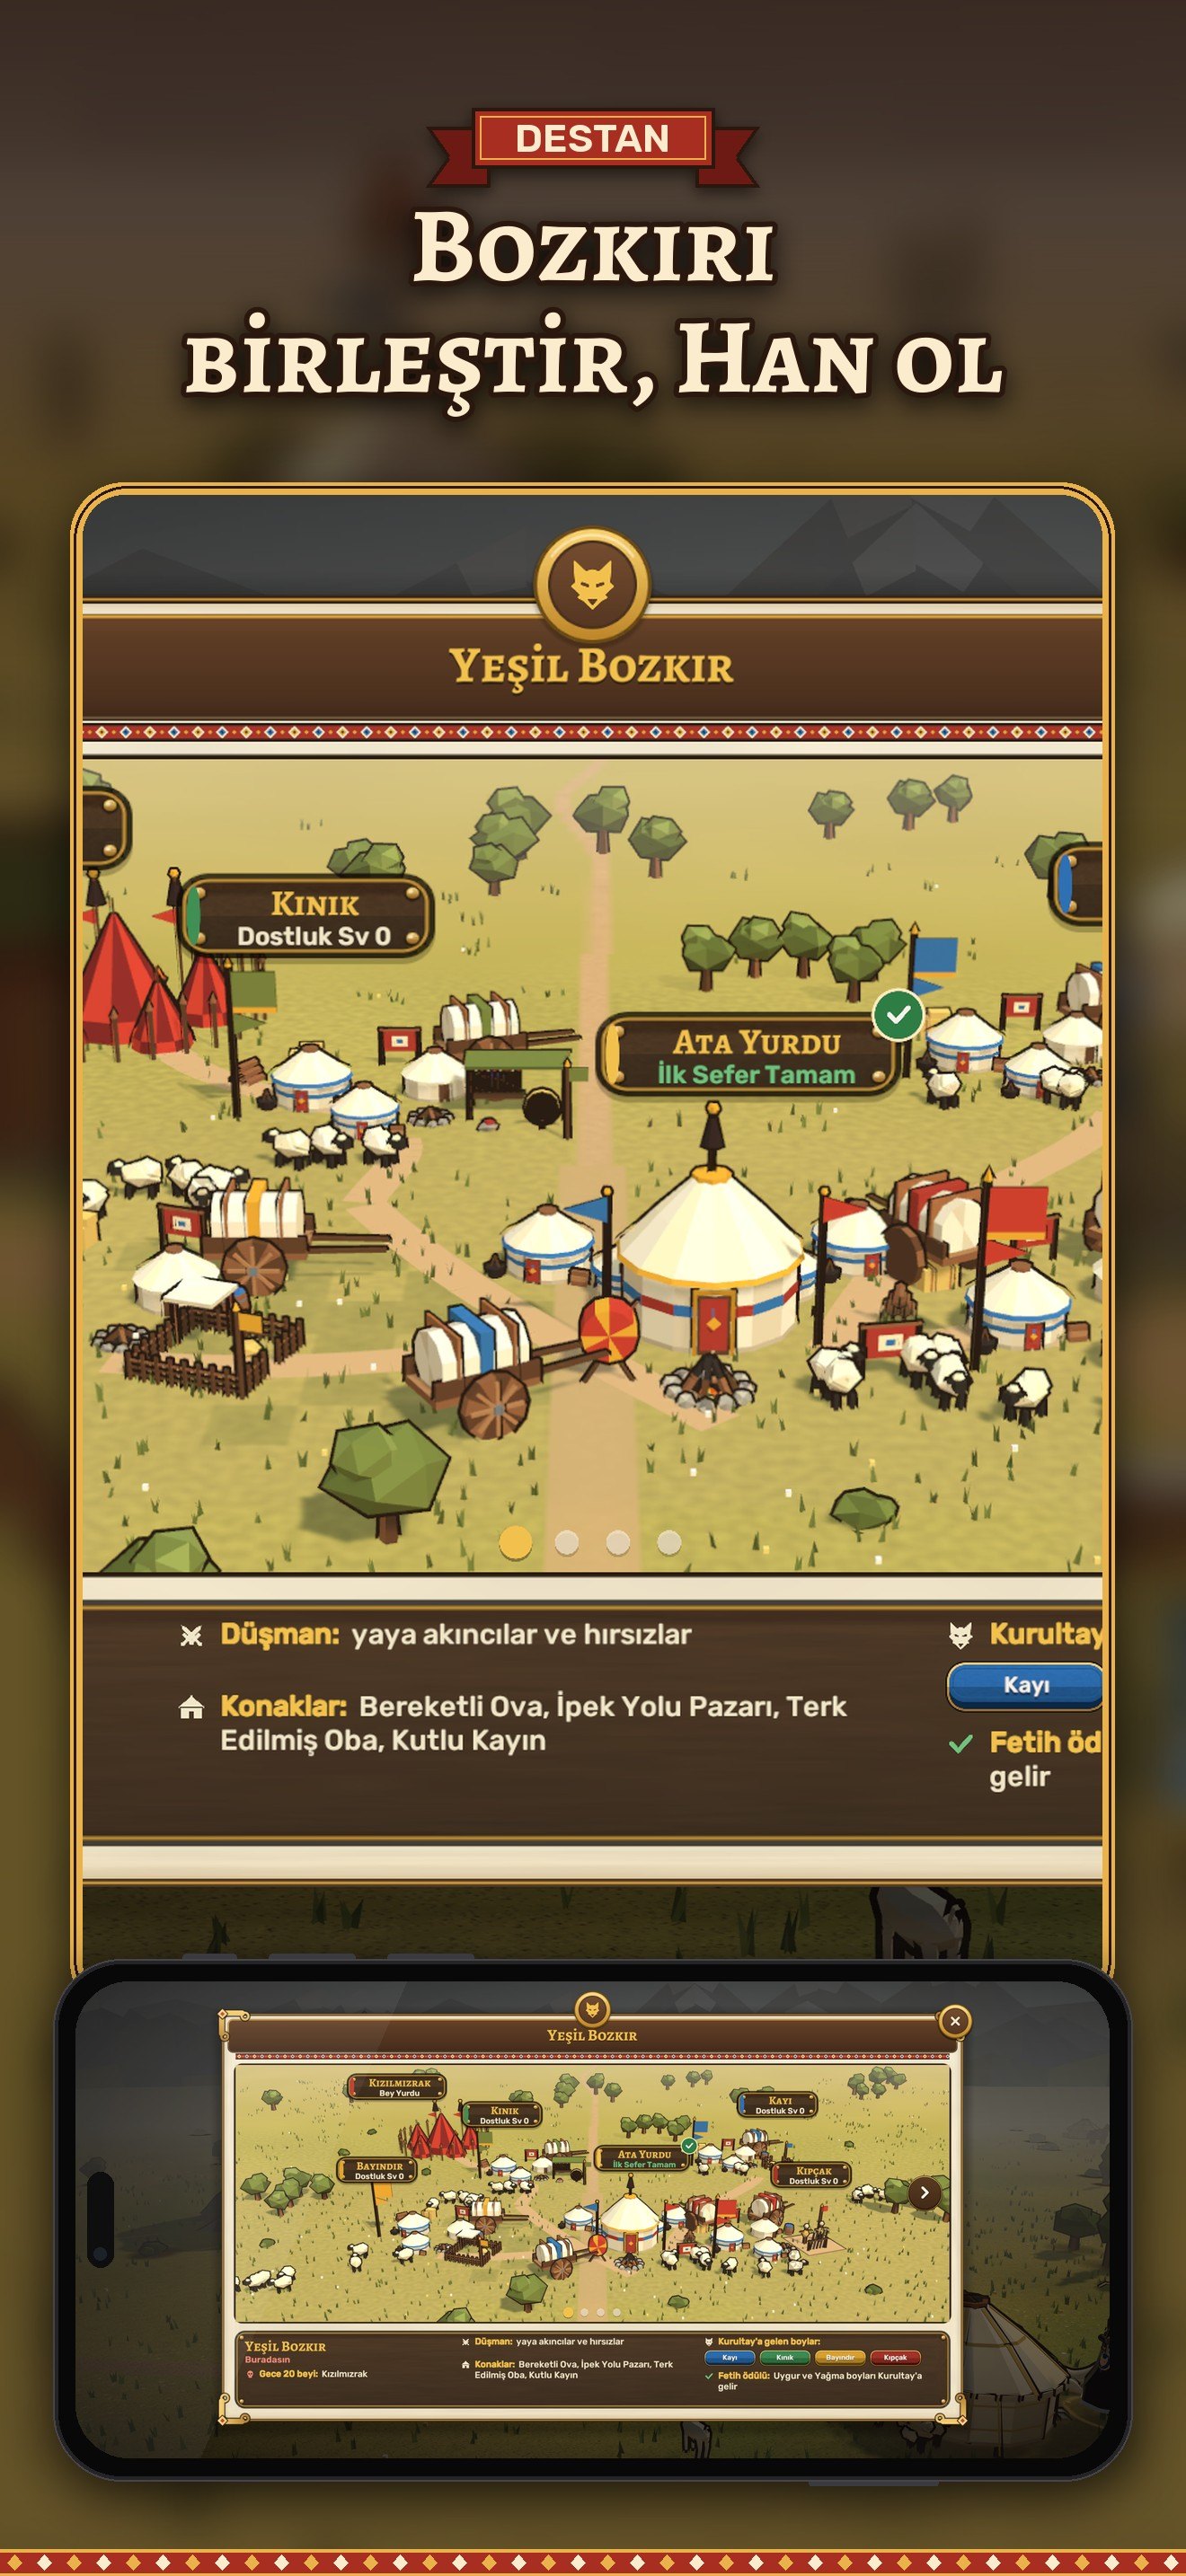 DESTAN
Bozkırı
birleştir, Han ol
Yeşil Bozkır
Kınık
Dostluk Sv 0
Ata Yurdu
İlk Sefer Tamam
Düşman: yaya akıncılar ve hırsızlar
Konaklar: Bereketli Ova, İpek Yolu Pazarı, Terk
Edilmiş Oba, Kutlu Kayın
Kurultay
Kayı
Fetih öd
gelir
Yeşil Bozkır
Kızılmızrak
Bey Yurdu
Kınık
Dostluk Sv 0
Kayı
Dostluk Sv 0
Ata Yurdu
İlk Sefer Tamam
Bayındır
Dostluk Sv 0
Kıpçak
Dostluk Sv 0
Yeşil Bozkır
Buradasın
Gece 20 beyi: Kızılmızrak
Düşman: yaya akıncılar ve hırsızlar
Konaklar: Bereketli Ova, İpek Yolu Pazarı, Terk
Edilmiş Oba, Kutlu Kayın
Kurultay'a gelen boylar:
Kayı Kınık Bayındır Kıpçak
Fetih ödülü: Uygur ve Yağma boyları Kurultay'a
gelir